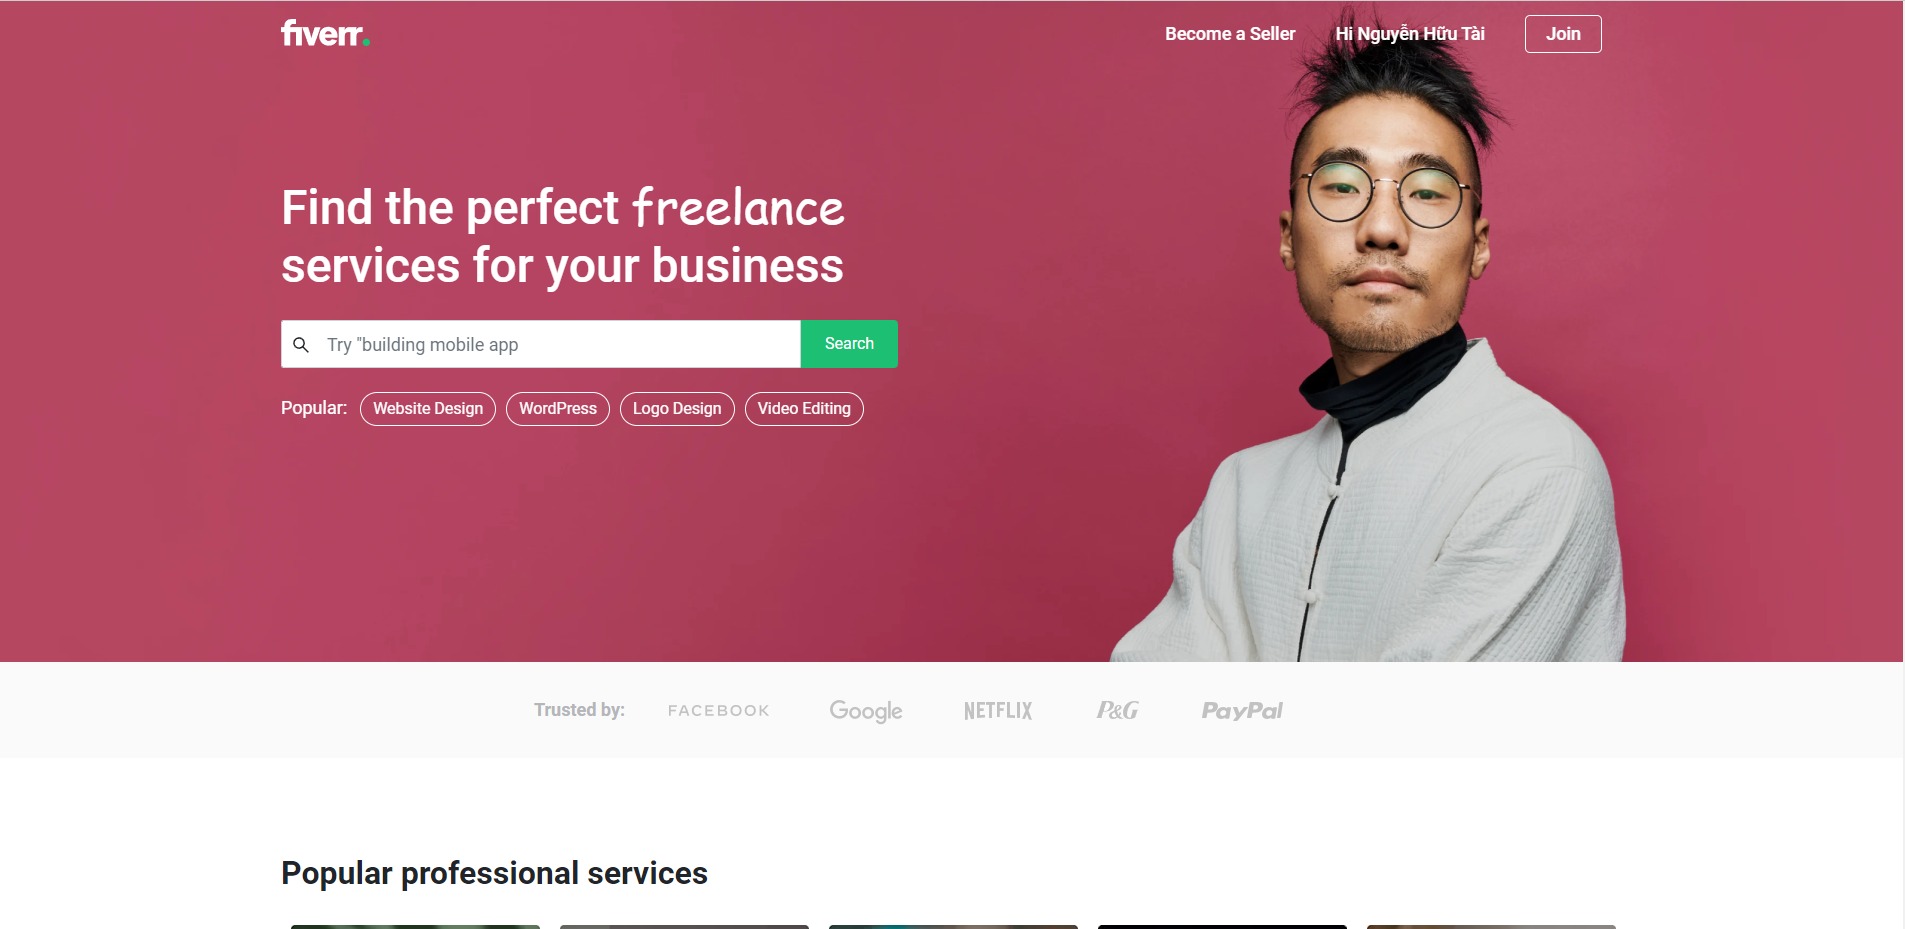 fiverr.
Become a Seller
Hi Nguyễn Hữu Tài
Join
Find the perfect freelance
services for your business
Try "building mobile app
Search
Popular:
Website Design
WordPress
Logo Design
Video Editing
Trusted by:
FACEBOOK
Google
NETFLIX
P&G
PayPal
Popular professional services